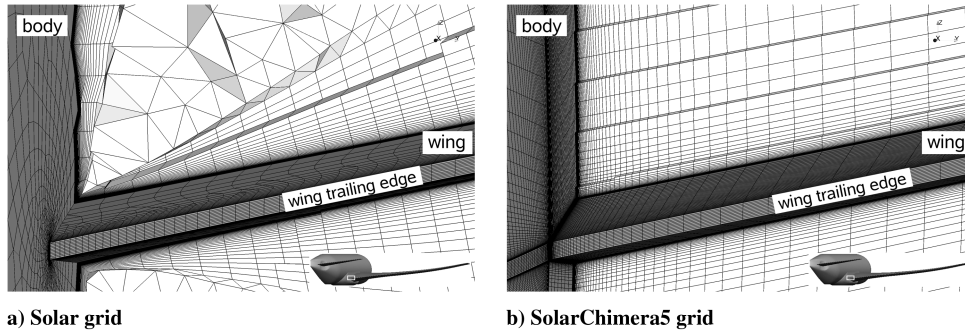 body
z
x
y
wing
wing trailing edge
a) Solar grid
body
z
x
y
wing
wing trailing edge
b) SolarChimera5 grid